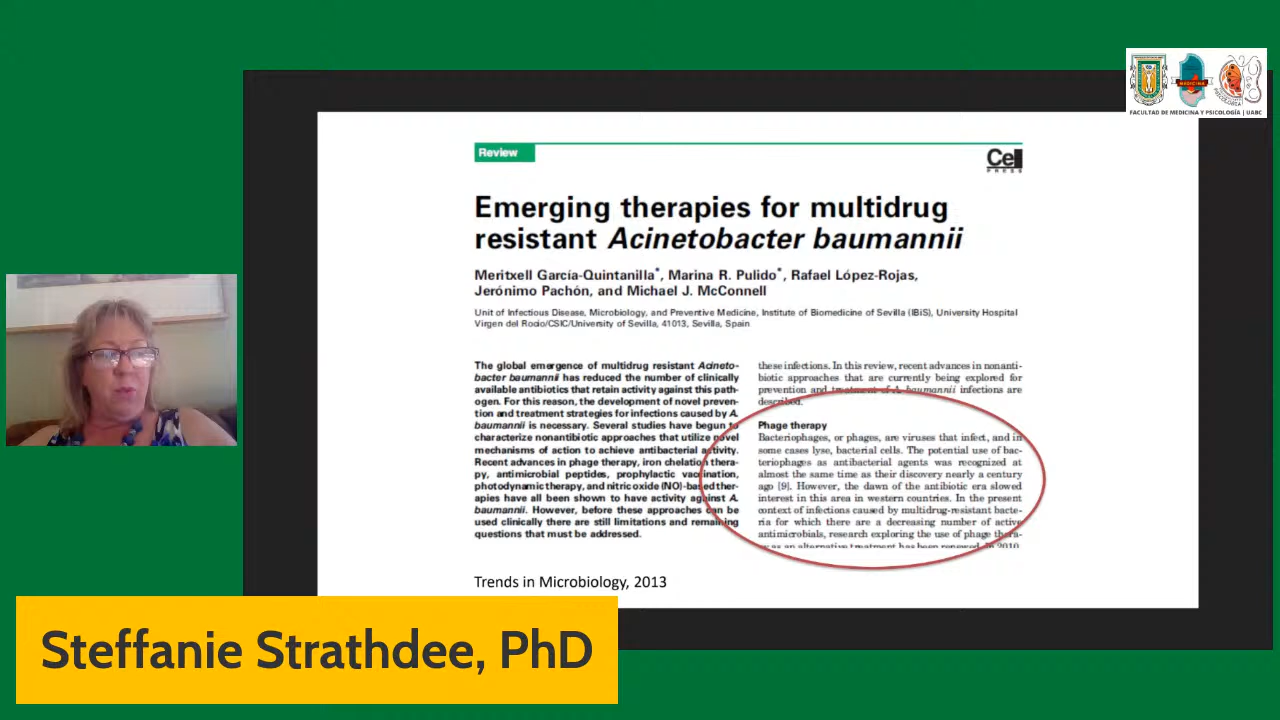 FACULTAD DE MEDICINA Y PSICOLOGÍA | UABC
Review
Cell
PRESS
Emerging therapies for multidrug
resistant Acinetobacter baumannii
Meritxell García-Quintanilla*, Marina R. Pulido*, Rafael López-Rojas,
Jerónimo Pachón, and Michael J. McConnell
Unit of Infectious Disease, Microbiology, and Preventive Medicine, Institute of Biomedicine of Sevilla (IBiS), University Hospital
Virgen del Rocío/CSIC/University of Sevilla, 41013, Sevilla, Spain
The global emergence of multidrug resistant Acineto-
bacter baumannii has reduced the number of clinically
available antibiotics that retain activity against this path-
ogen. For this reason, the development of novel preven-
tion and treatment strategies for infections caused by A.
baumannii is necessary. Several studies have begun to
characterize nonantibiotic approaches that utilize novel
mechanisms of action to achieve antibacterial activity.
Recent advances in phage therapy, iron chelation thera-
py, antimicrobial peptides, prophylactic vaccination,
photodynamic therapy, and nitric oxide (NO)-based ther-
apies have all been shown to have activity against A.
baumannii. However, before these approaches can be
used clinically there are still limitations and remaining
questions that must be addressed.
these infections. In this review, recent advances in nonanti-
biotic approaches that are currently being explored for
prevention and treatment of A. baumannii infections are
described.
Phage therapy
Bacteriophages, or phages, are viruses that infect, and in
some cases lyse, bacterial cells. The potential use of bac-
teriophages as antibacterial agents was recognized at
almost the same time as their discovery nearly a century
ago [9]. However, the dawn of the antibiotic era slowed
interest in this area in western countries. In the present
context of infections caused by multidrug-resistant bacte-
ria for which there are a decreasing number of active
antimicrobials, research exploring the use of phage thera-
py as an alternative treatment has been renewed. In 2010,
Trends in Microbiology, 2013
Steffanie Strathdee, PhD